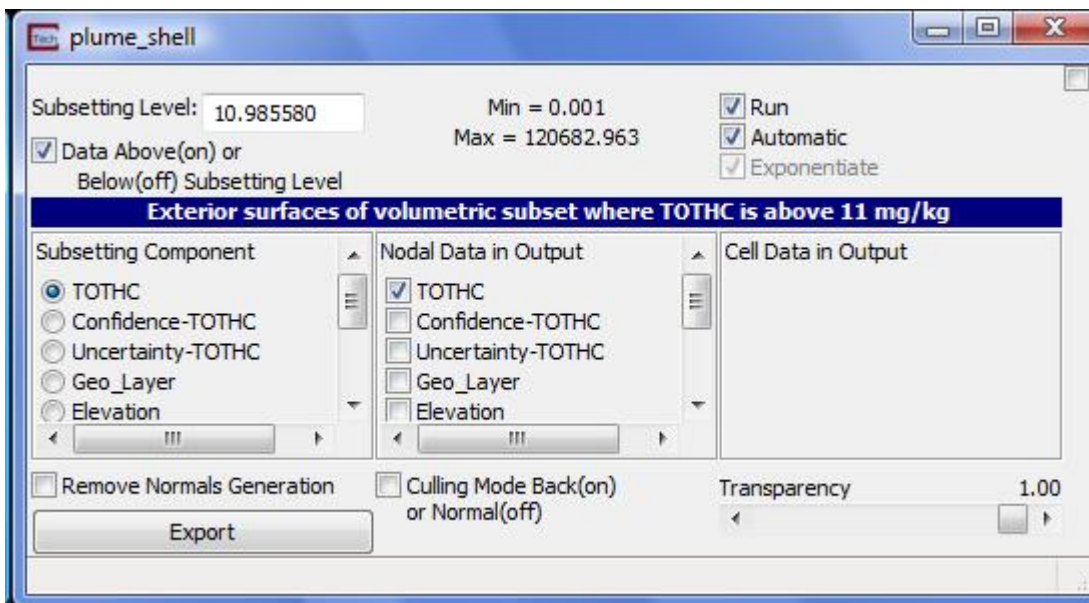 Tech plume_shell
Subsetting Level: 10.985580
Min = 0.001
Max = 120682.963
Run
Automatic
Exponentiate
Data Above(on) or
Below(off) Subsetting Level
Exterior surfaces of volumetric subset where TOTHC is above 11 mg/kg
Subsetting Component
TOTHC
Confidence-TOTHC
Uncertainty-TOTHC
Geo_Layer
Elevation
Nodal Data in Output
TOTHC
Confidence-TOTHC
Uncertainty-TOTHC
Geo_Layer
Elevation
Cell Data in Output
Remove Normals Generation
Export
Culling Mode Back(on)
or Normal(off)
Transparency 1.00